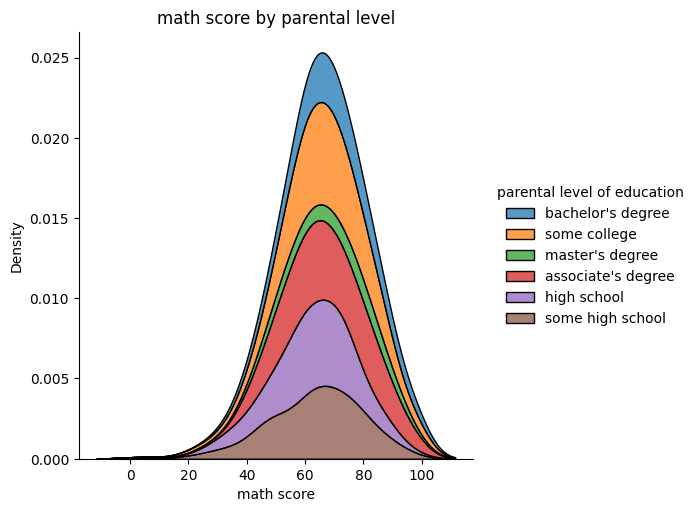 math score by parental level
0.025
0.020
0.015
0.010
0.005
0.000
Density
0 20 40 60 80 100
math score
parental level of education
bachelor's degree
some college
master's degree
associate's degree
high school
some high school